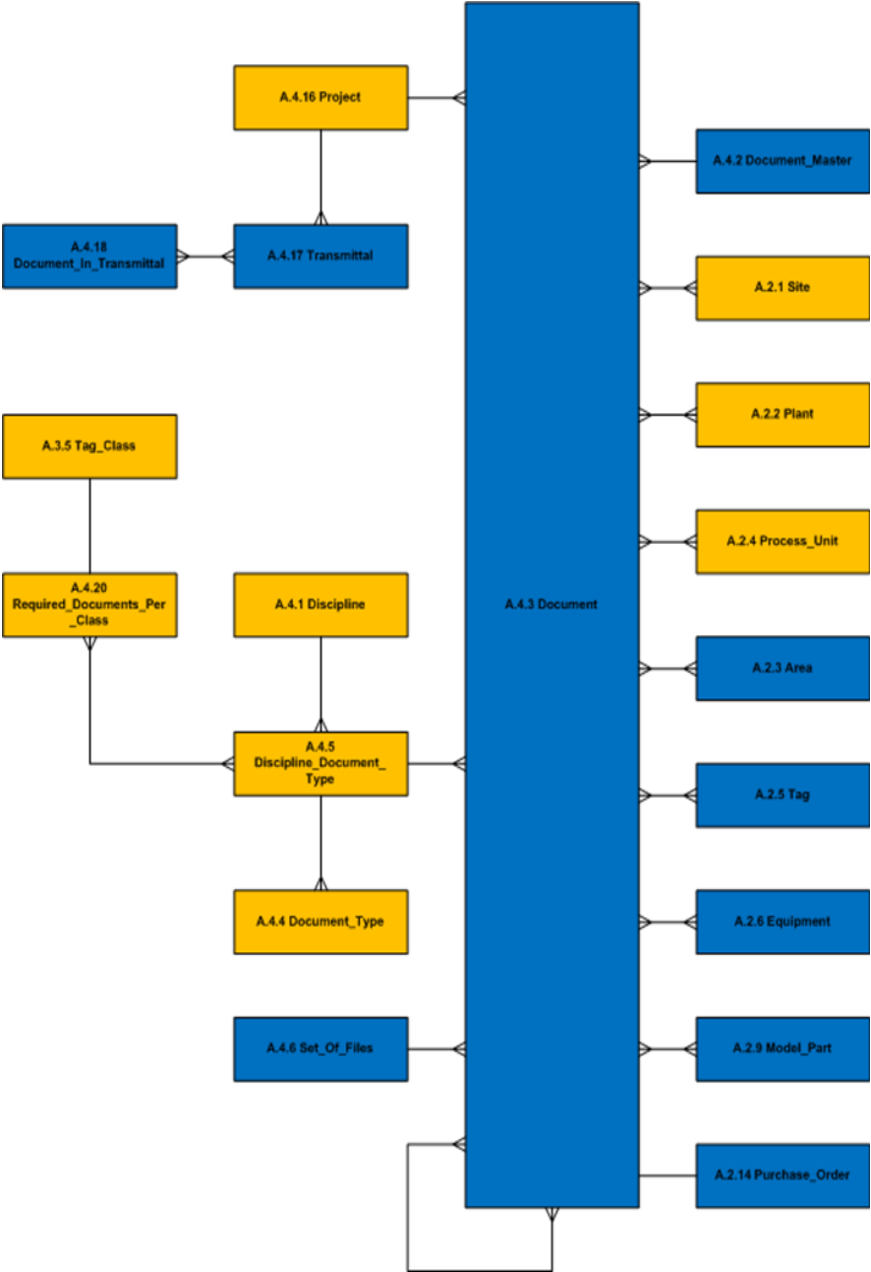 A.4.16 Project
A.4.2 Document_Master
A.4.18
Document_In_Transmittal
A.4.17 Transmittal
A.2.1 Site
A.2.2 Plant
A.3.5 Tag_Class
A.2.4 Process_Unit
A.4.20
Required_Documents_Per
_Class
A.4.1 Discipline
A.4.3 Document
A.2.3 Area
A.4.5
Discipline_Document_
Type
A.2.5 Tag
A.4.4 Document_Type
A.2.6 Equipment
A.4.6 Set_Of_Files
A.2.9 Model_Part
A.2.14 Purchase_Order